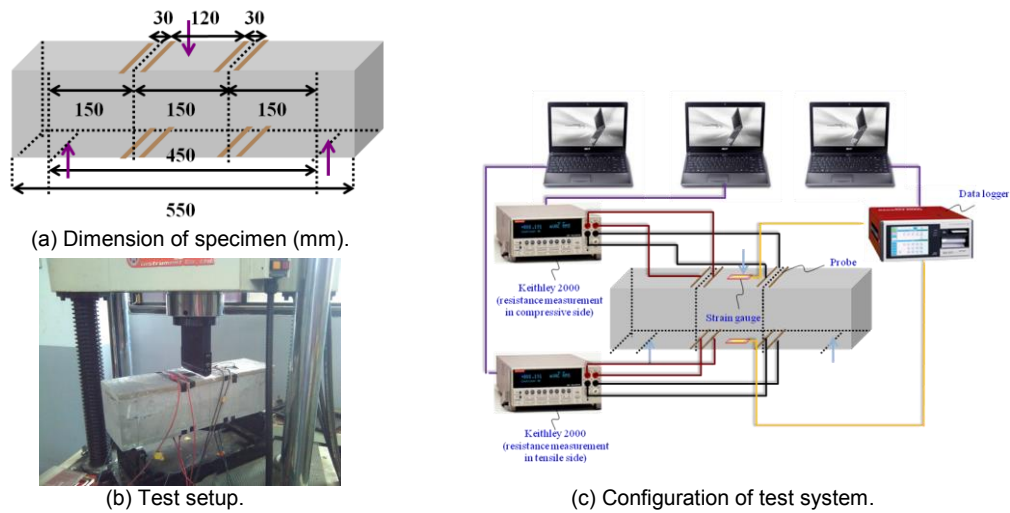 30 120 30
150 150 150
450
550
(a) Dimension of specimen (mm).
(b) Test setup.
Data logger
Keithley 2000
(resistance measurement
in compressive side)
Probe
Strain gauge
Keithley 2000
(resistance measurement
in tensile side)
(c) Configuration of test system.